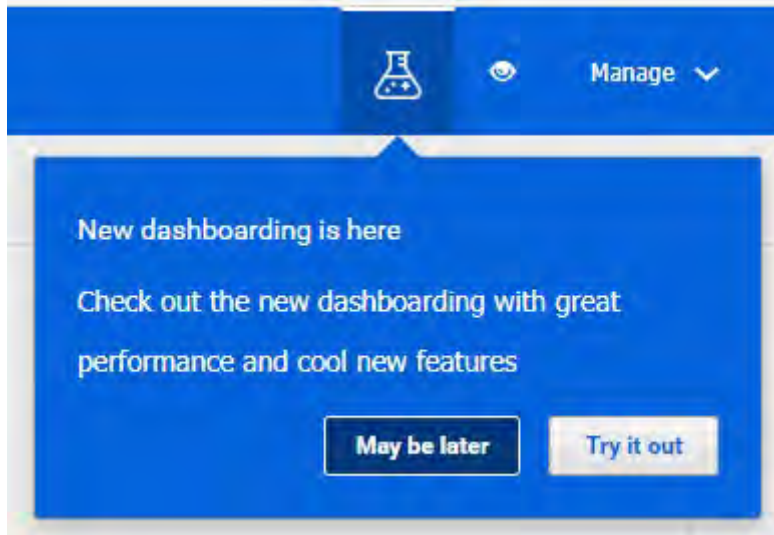 Manage
New dashboarding is here
Check out the new dashboarding with great
performance and cool new features
May be later
Try it out